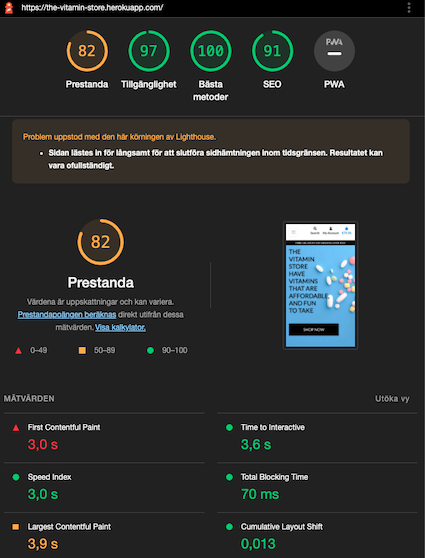 https://the-vitamin-store.herokuapp.com/
82
97
100
91
PWA
Prestanda
Tillgänglighet
Bästa
metoder
SEO
PWA
Problem uppstod med den här körningen av Lighthouse.
• Sidan lästes in för långsamt för att slutföra sidhämtningen inom tidsgränsen. Resultatet kan
vara ofullständigt.
82
Prestanda
Värdena är uppskattningar och kan variera.
Prestandapoängen beräknas direkt utifrån dessa
mätvärden. Visa kalkylator.
0–49
50–89
90–100
Search
My Account
THE
VITAMIN
STORE
HAVE
VITAMINS
THAT ARE
AFFORDABLE
AND FUN
TO TAKE
SHOP NOW
MÄTVÄRDEN
Utöka vy
First Contentful Paint
3,0 s
Time to Interactive
3,6 s
Speed Index
3,0 s
Total Blocking Time
70 ms
Largest Contentful Paint
3,9 s
Cumulative Layout Shift
0,013